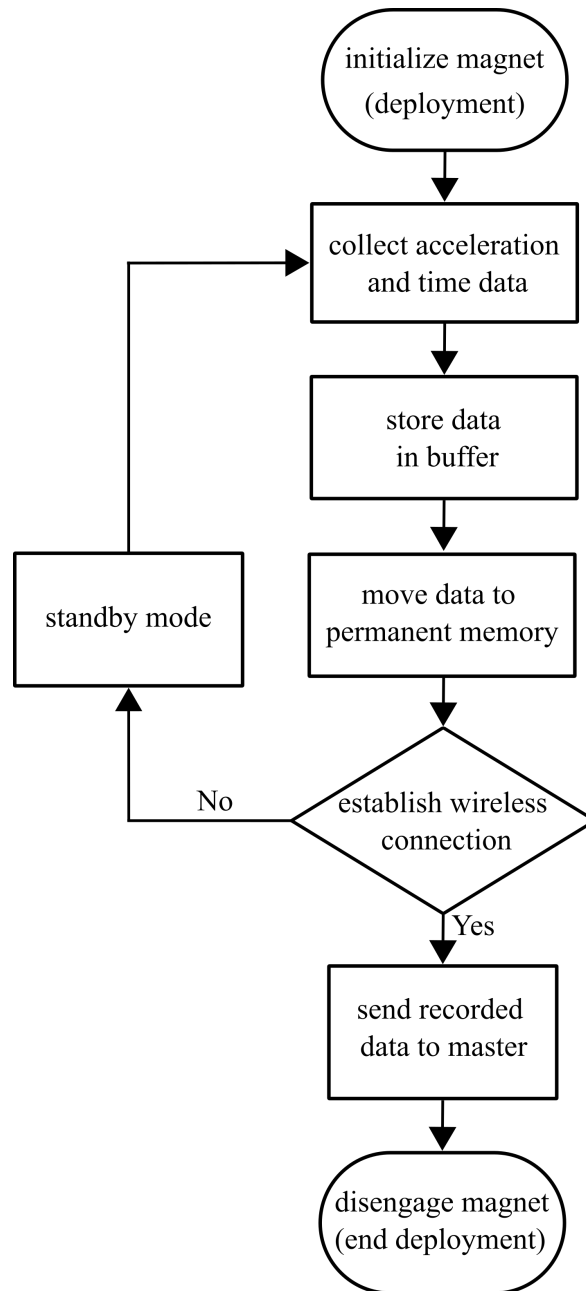 initialize magnet
(deployment)
collect acceleration
and time data
store data
in buffer
move data to
permanent memory
standby mode
No
establish wireless
connection
Yes
send recorded
data to master
disengage magnet
(end deployment)